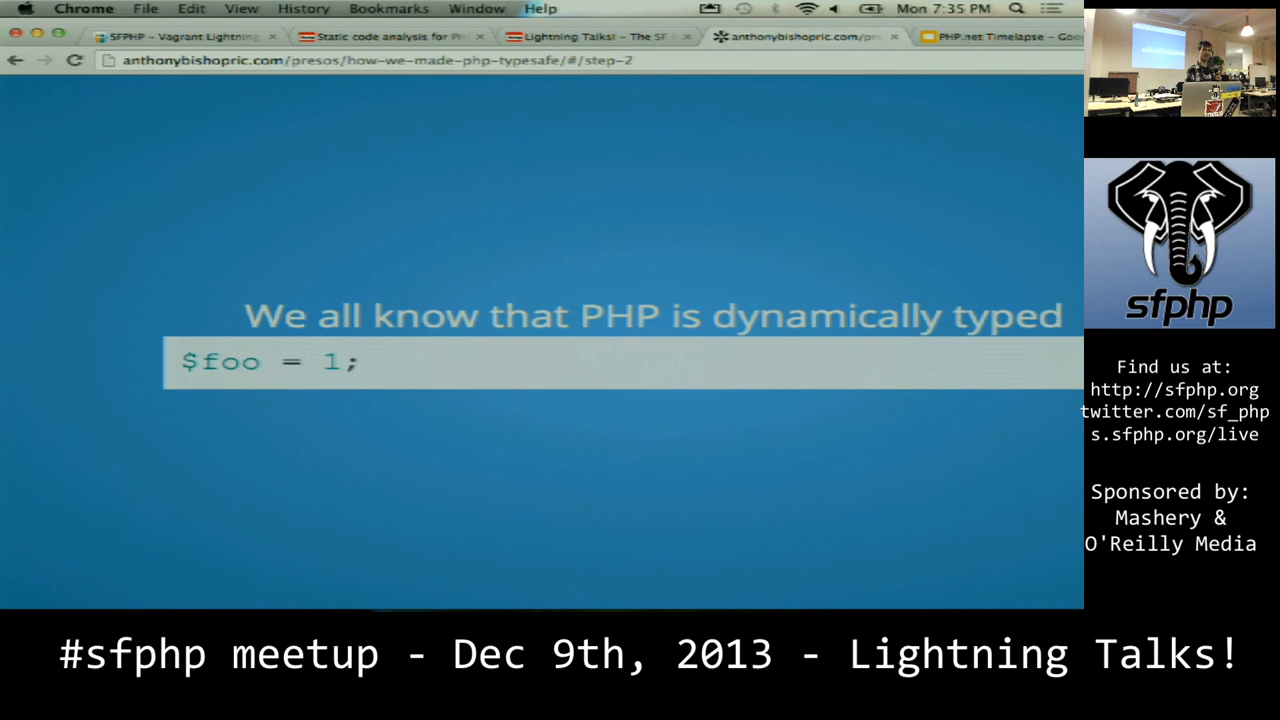 Chrome File Edit View History Bookmarks Window Help Mon 7:35 PM
SFPHP – Vagrant Lightning
Static code analysis for PH
Lightning Talks! – The SF P
anthonybishopric.com/pre
PHP.net Timelapse – Goo
anthonybishopric.com/presos/how-we-made-php-typesafe/#/step-2
We all know that PHP is dynamically typed
$foo = 1;
sfphp
Find us at:
http://sfphp.org
twitter.com/sf_php
s.sfphp.org/live
Sponsored by:
Mashery &
O'Reilly Media
#sfphp meetup - Dec 9th, 2013 - Lightning Talks!